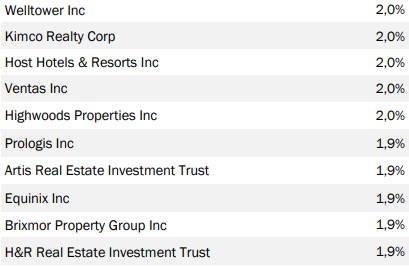 Welltower Inc 2,0%
Kimco Realty Corp 2,0%
Host Hotels & Resorts Inc 2,0%
Ventas Inc 2,0%
Highwoods Properties Inc 2,0%
Prologis Inc 1,9%
Artis Real Estate Investment Trust 1,9%
Equinix Inc 1,9%
Brixmor Property Group Inc 1,9%
H&R Real Estate Investment Trust 1,9%